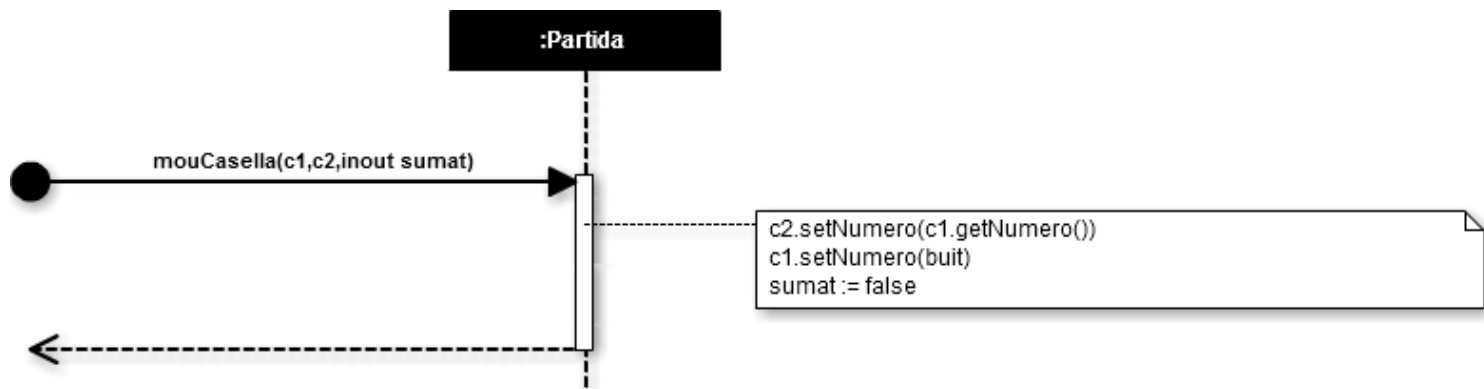 :Partida
mouCasella(c1,c2,inout sumat)
c2.setNumero(c1.getNumero())
c1.setNumero(buit)
sumat := false